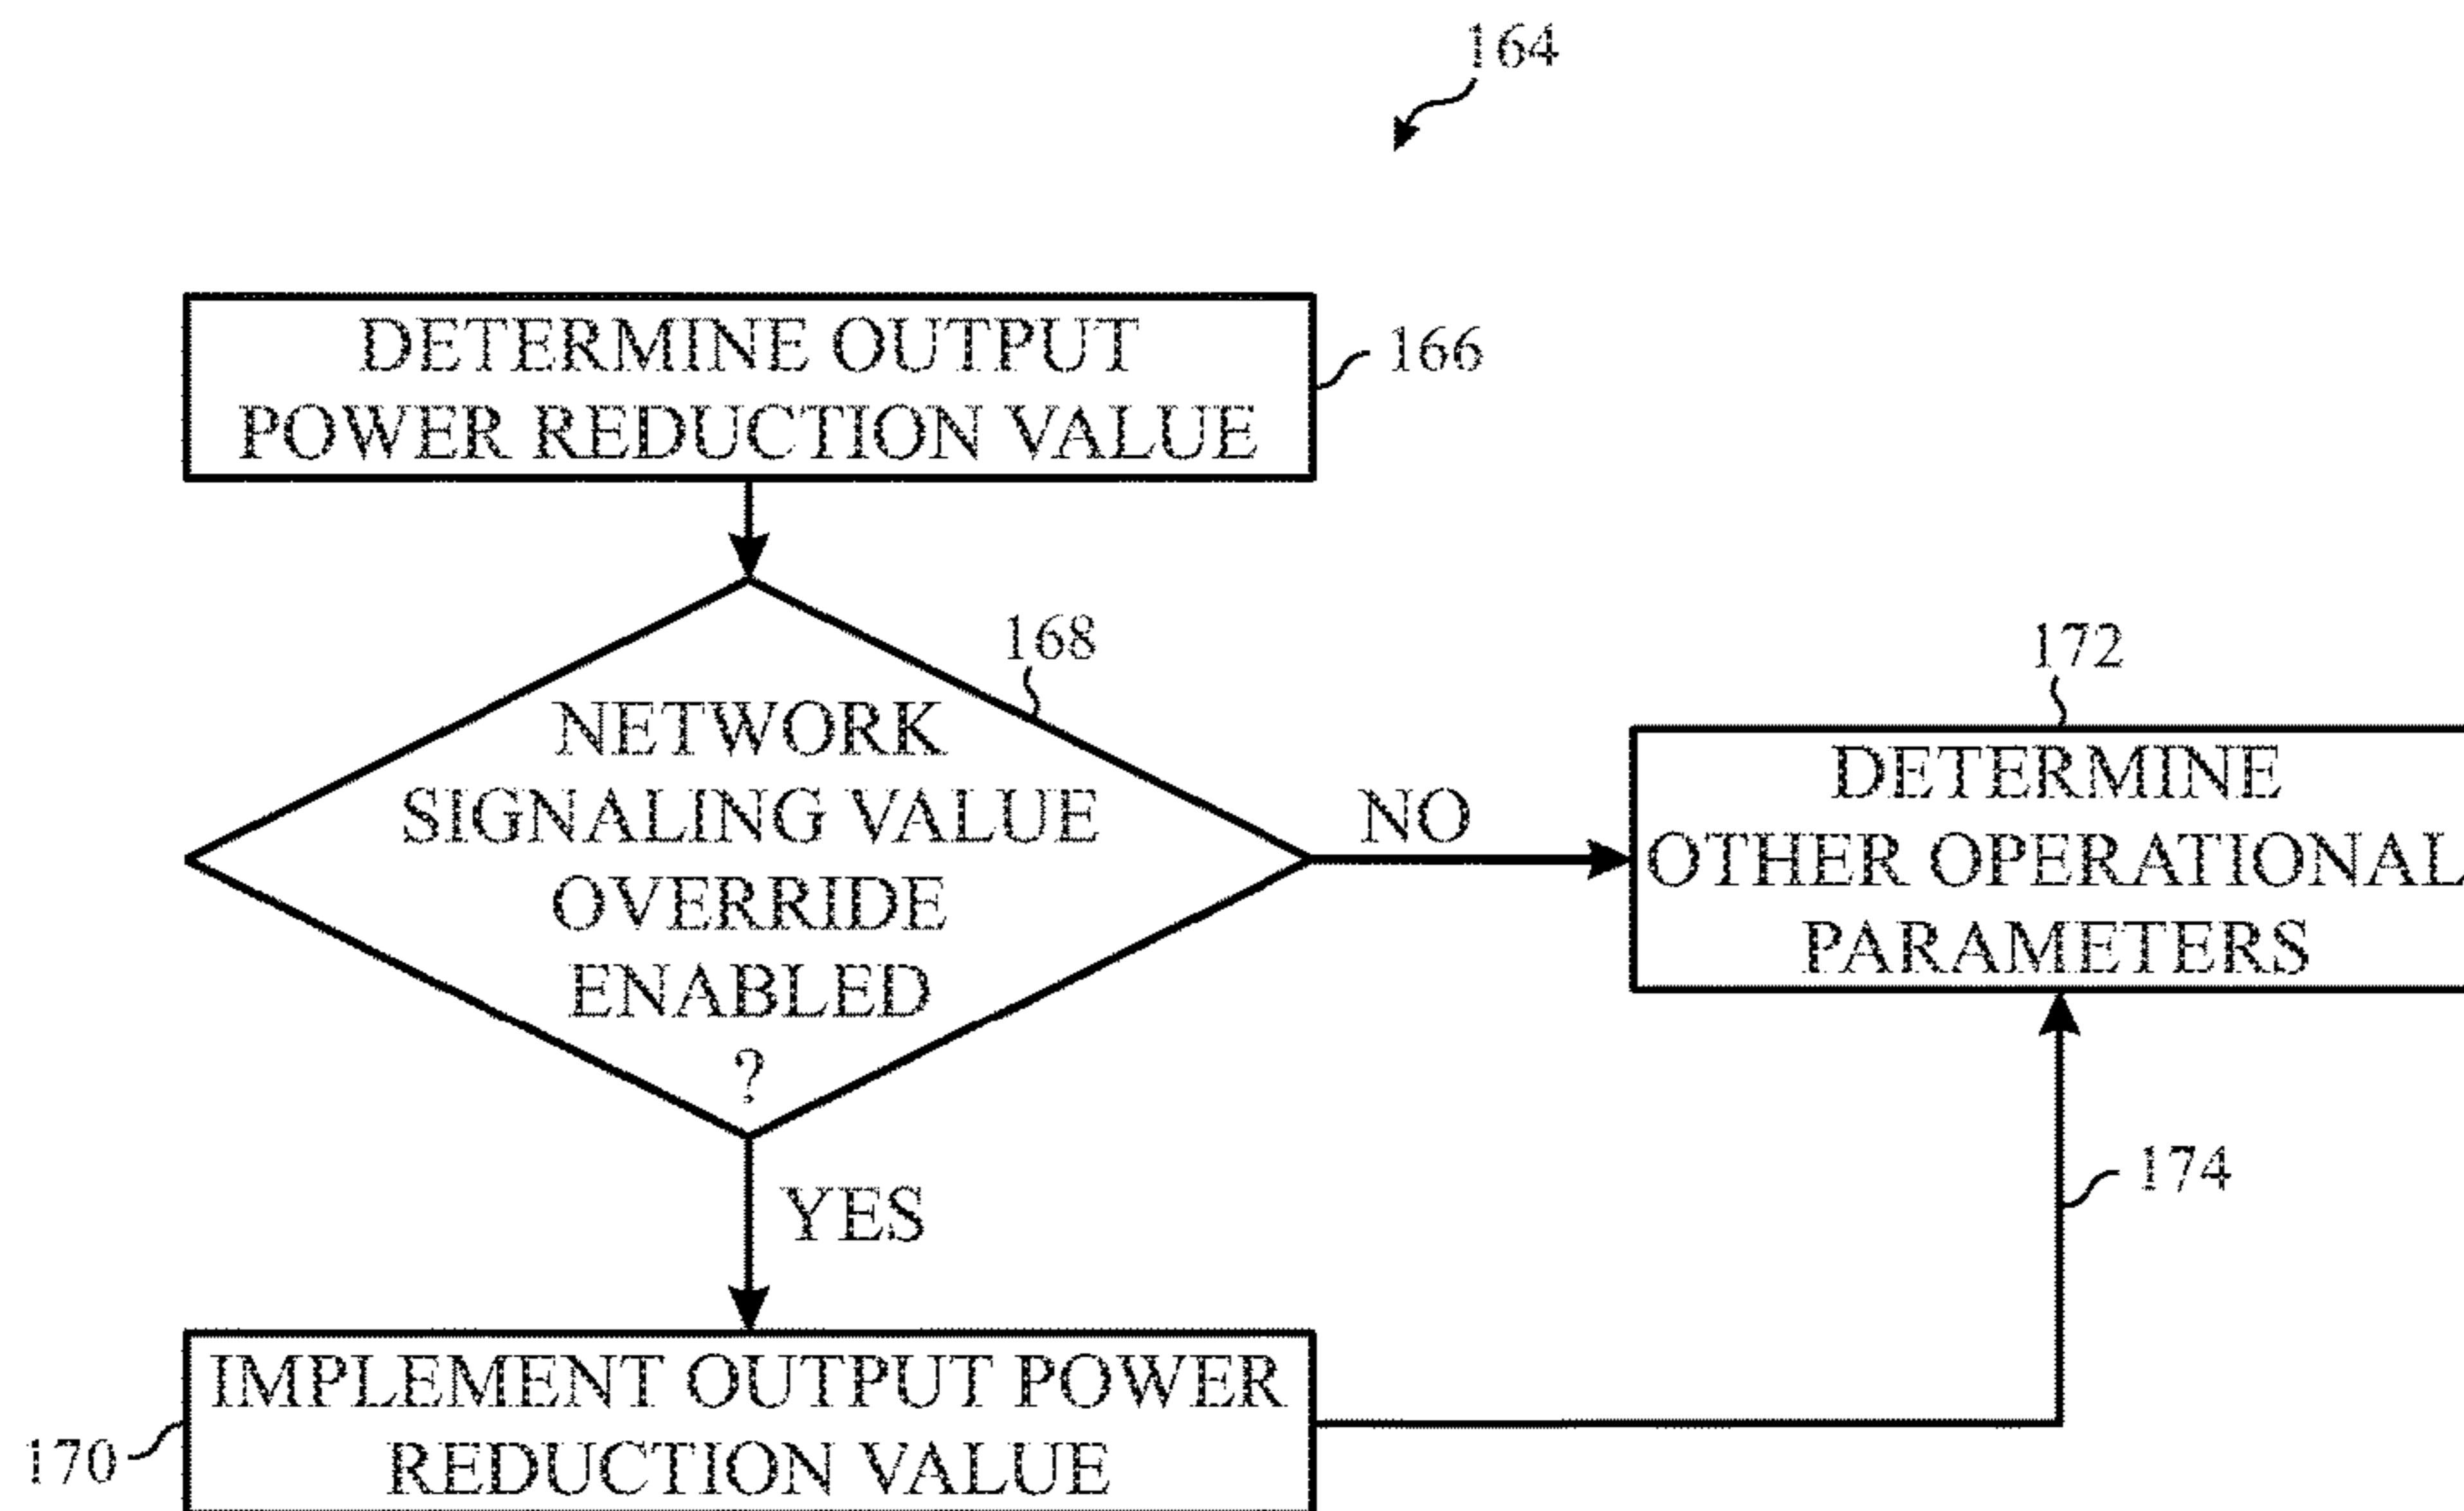 164
DETERMINE OUTPUT
POWER REDUCTION VALUE
166
168
NETWORK
SIGNALING VALUE
OVERRIDE
ENABLED
?
NO
172
DETERMINE
OTHER OPERATIONAL
PARAMETERS
YES
174
IMPLEMENT OUTPUT POWER
REDUCTION VALUE
170